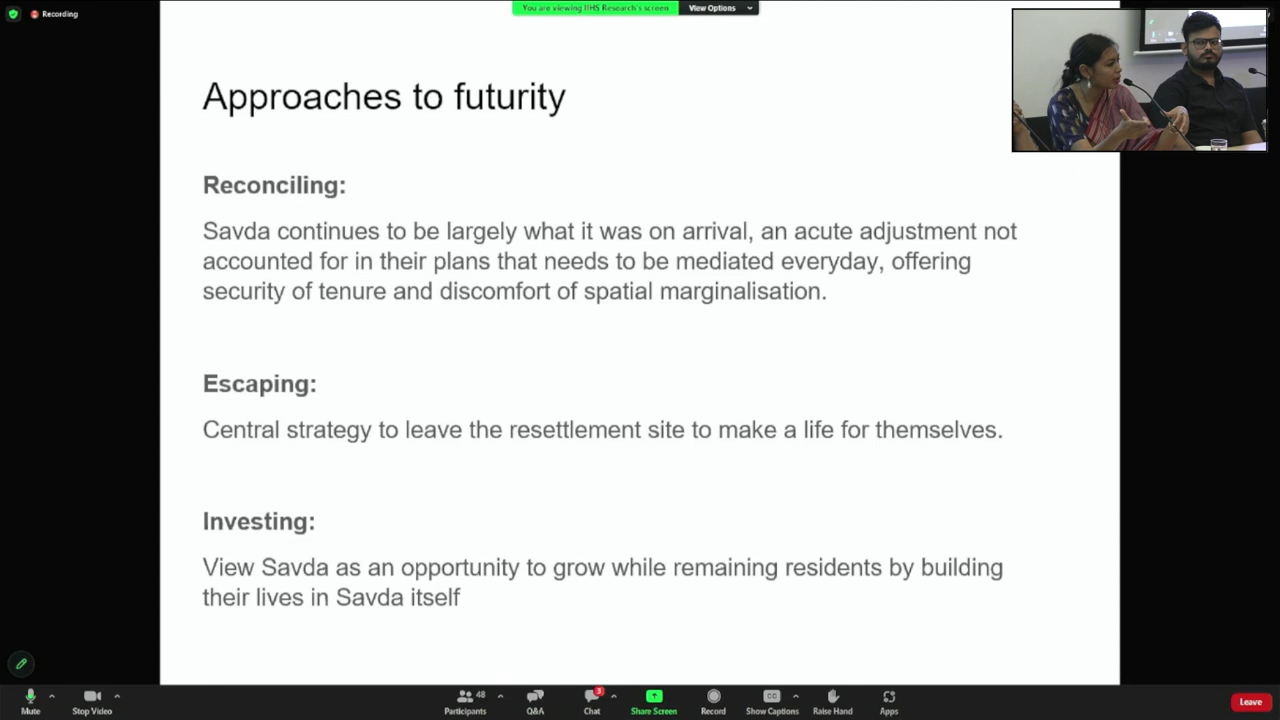 Recording
You are viewing IIHS Research's screen
View Options
Approaches to futurity
Reconciling:
Savda continues to be largely what it was on arrival, an acute adjustment not
accounted for in their plans that needs to be mediated everyday, offering
security of tenure and discomfort of spatial marginalisation.
Escaping:
Central strategy to leave the resettlement site to make a life for themselves.
Investing:
View Savda as an opportunity to grow while remaining residents by building
their lives in Savda itself
Mute
Stop Video
Participants
48
Q&A
Chat
3
Share Screen
Record
CC
Show Captions
Raise Hand
Apps
Leave